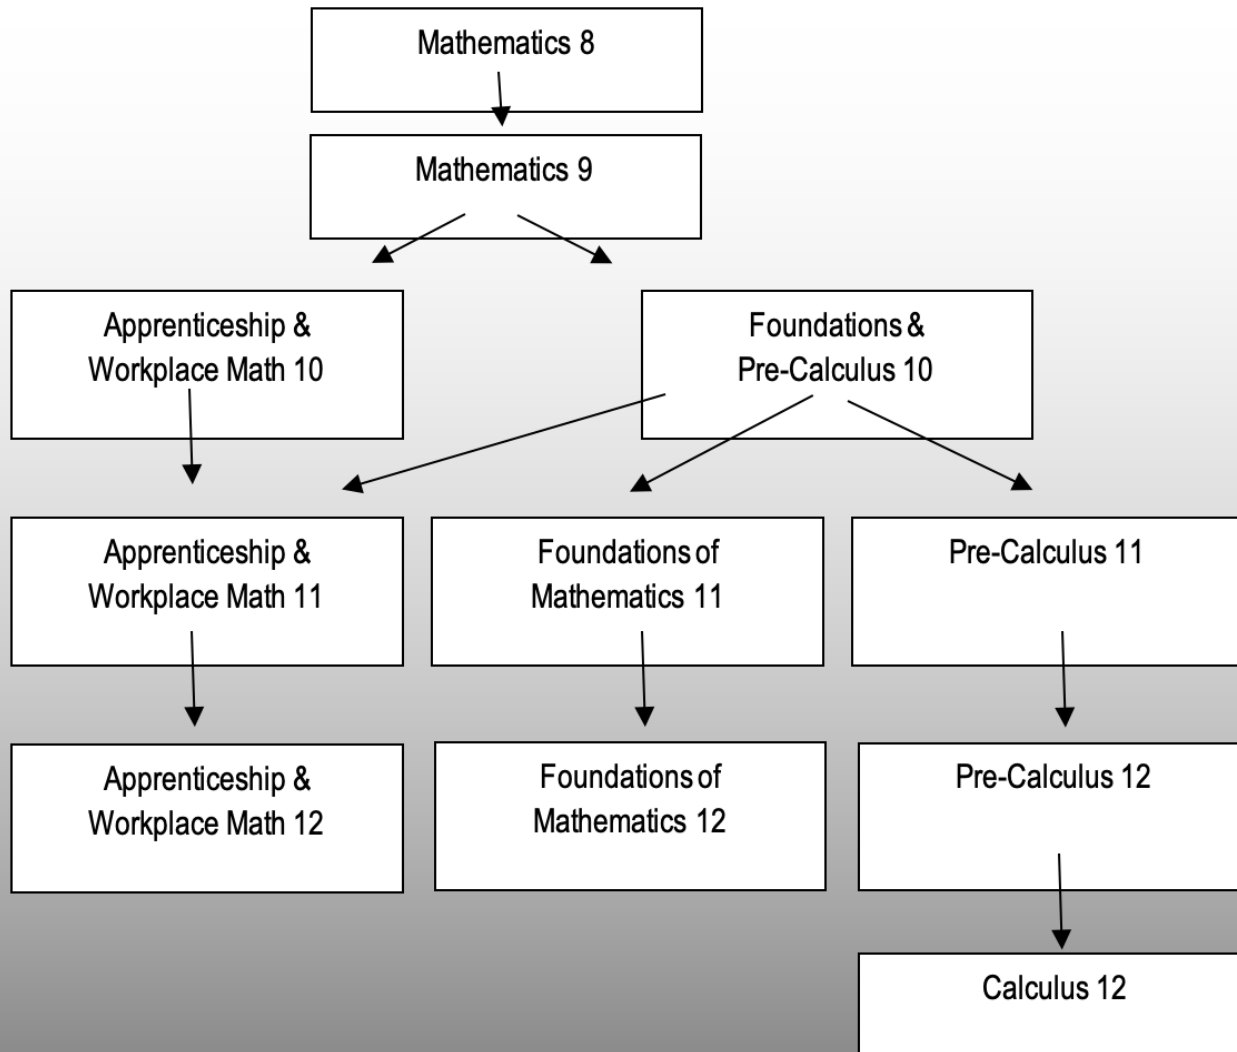 Mathematics 8
Mathematics 9
Apprenticeship &
Workplace Math 10
Foundations &
Pre-Calculus 10
Apprenticeship &
Workplace Math 11
Foundations of
Mathematics 11
Pre-Calculus 11
Apprenticeship &
Workplace Math 12
Foundations of
Mathematics 12
Pre-Calculus 12
Calculus 12